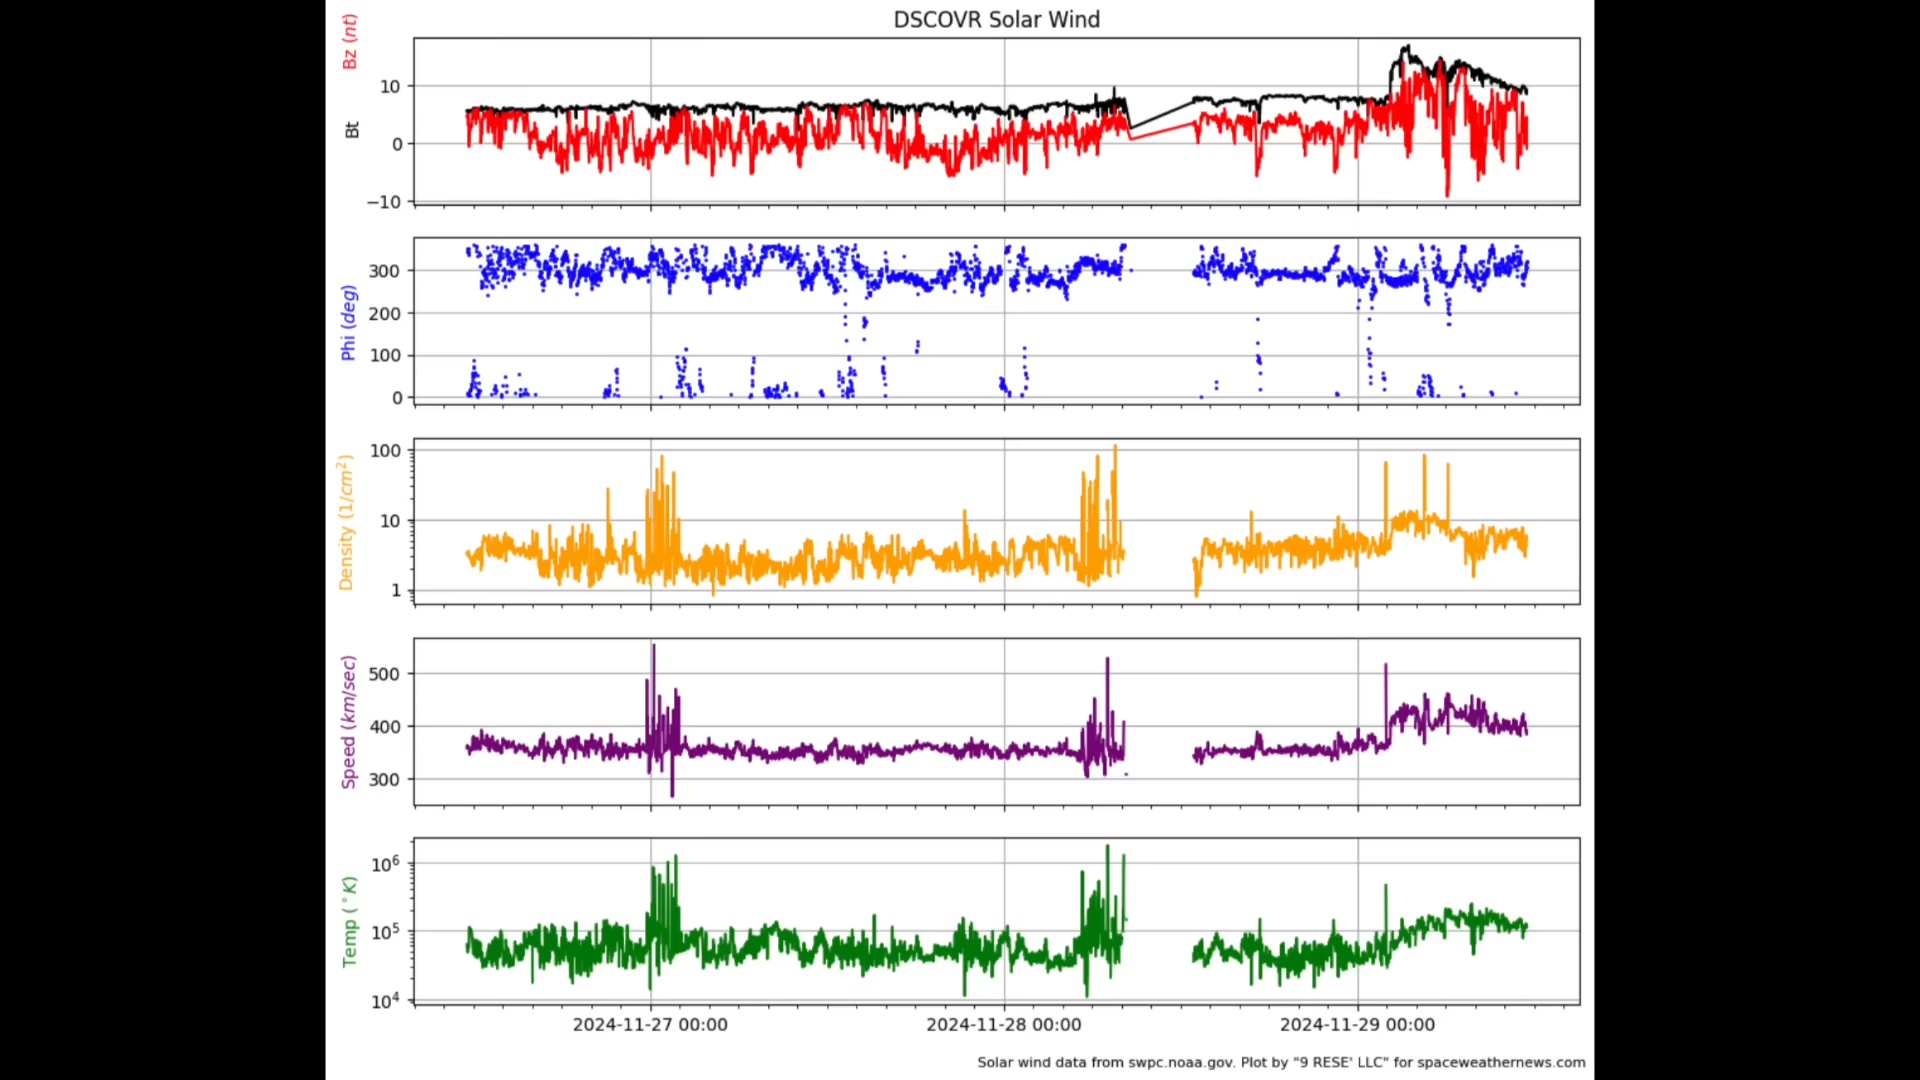 DSCOVR Solar Wind
Bt Bz (nt)
10
0
−10
Phi (deg)
300
200
100
0
Density (1/cm²)
100
10
1
Speed (km/sec)
500
400
300
Temp (°K)
10⁶
10⁵
10⁴
2024-11-27 00:00 2024-11-28 00:00 2024-11-29 00:00
Solar wind data from swpc.noaa.gov. Plot by "9 RESE' LLC" for spaceweathernews.com